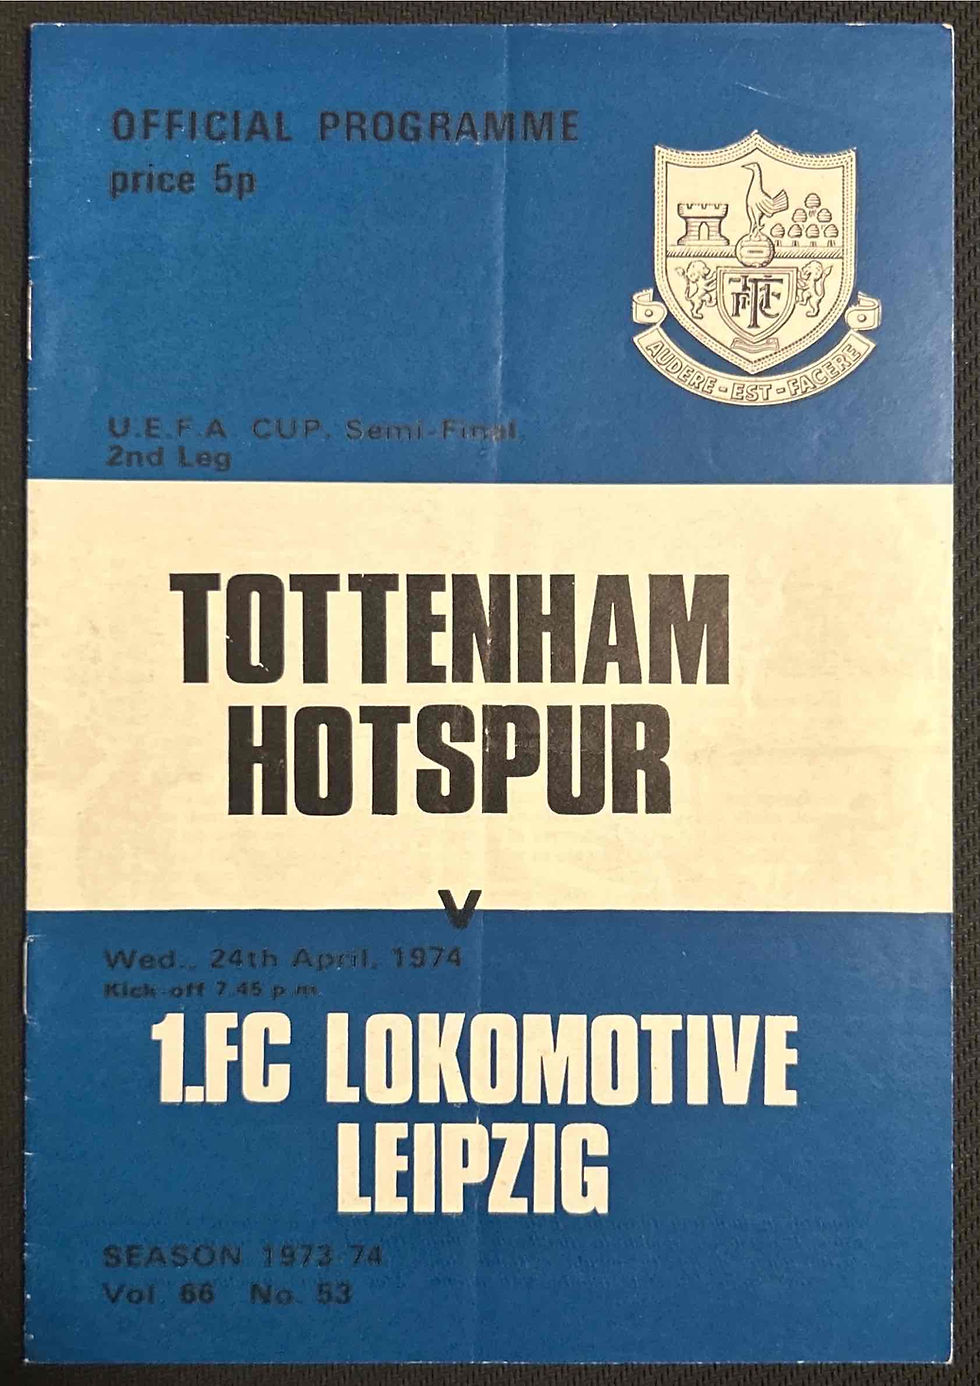 OFFICIAL PROGRAMME
price 5p
AUDERE - EST - FACERE
U.E.F.A. CUP. Semi-Final,
2nd Leg
TOTTENHAM
HOTSPUR
v
Wed., 24th April, 1974
Kick-off 7.45 p.m.
1.FC LOKOMOTIVE
LEIPZIG
SEASON 1973-74
Vol. 66 No. 53